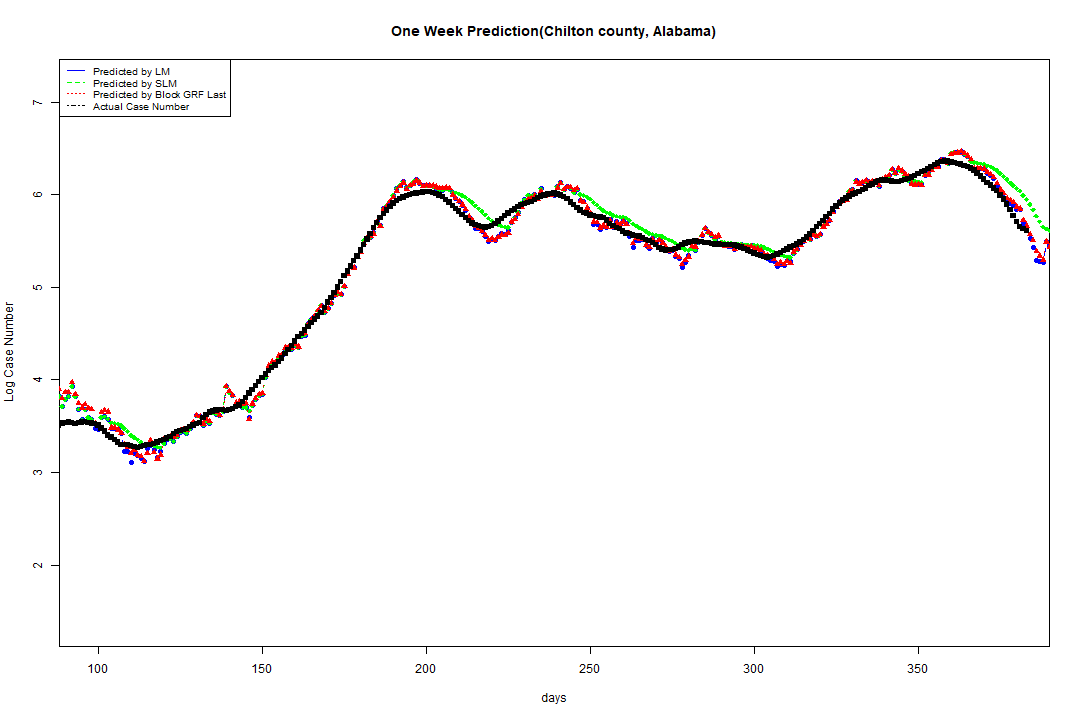 One Week Prediction(Chilton county, Alabama)
Predicted by LM
Predicted by SLM
Predicted by Block GRF Last
Actual Case Number
7
6
5
4
3
2
Log Case Number
100 150 200 250 300 350
days